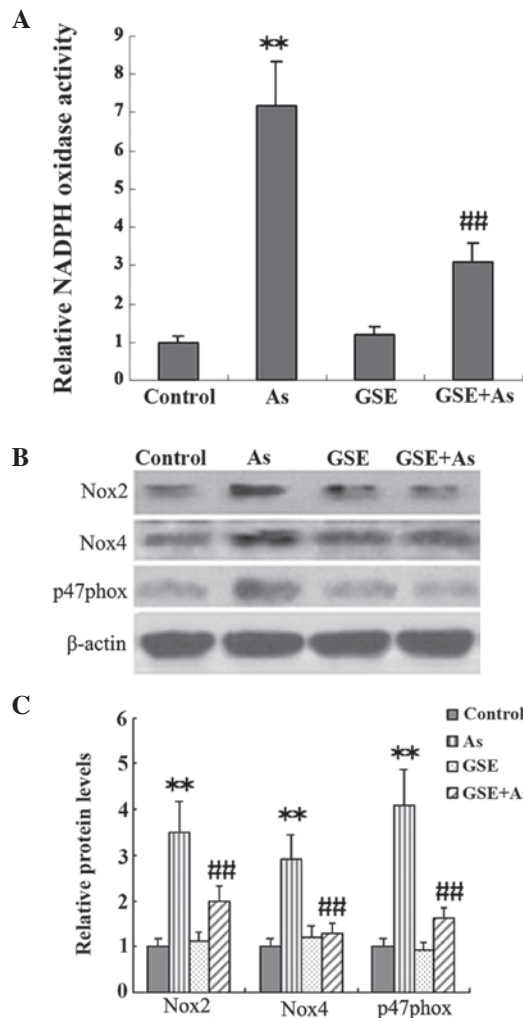 A
Relative NADPH oxidase activity
9
8
7
6
5
4
3
2
1
0
**
##
Control As GSE GSE+As
B
Control As GSE GSE+As
Nox2
Nox4
p47phox
β-actin
C
Relative protein levels
6
5
4
3
2
1
0
** ## ** ## ** ##
Control
As
GSE
GSE+As
Nox2 Nox4 p47phox